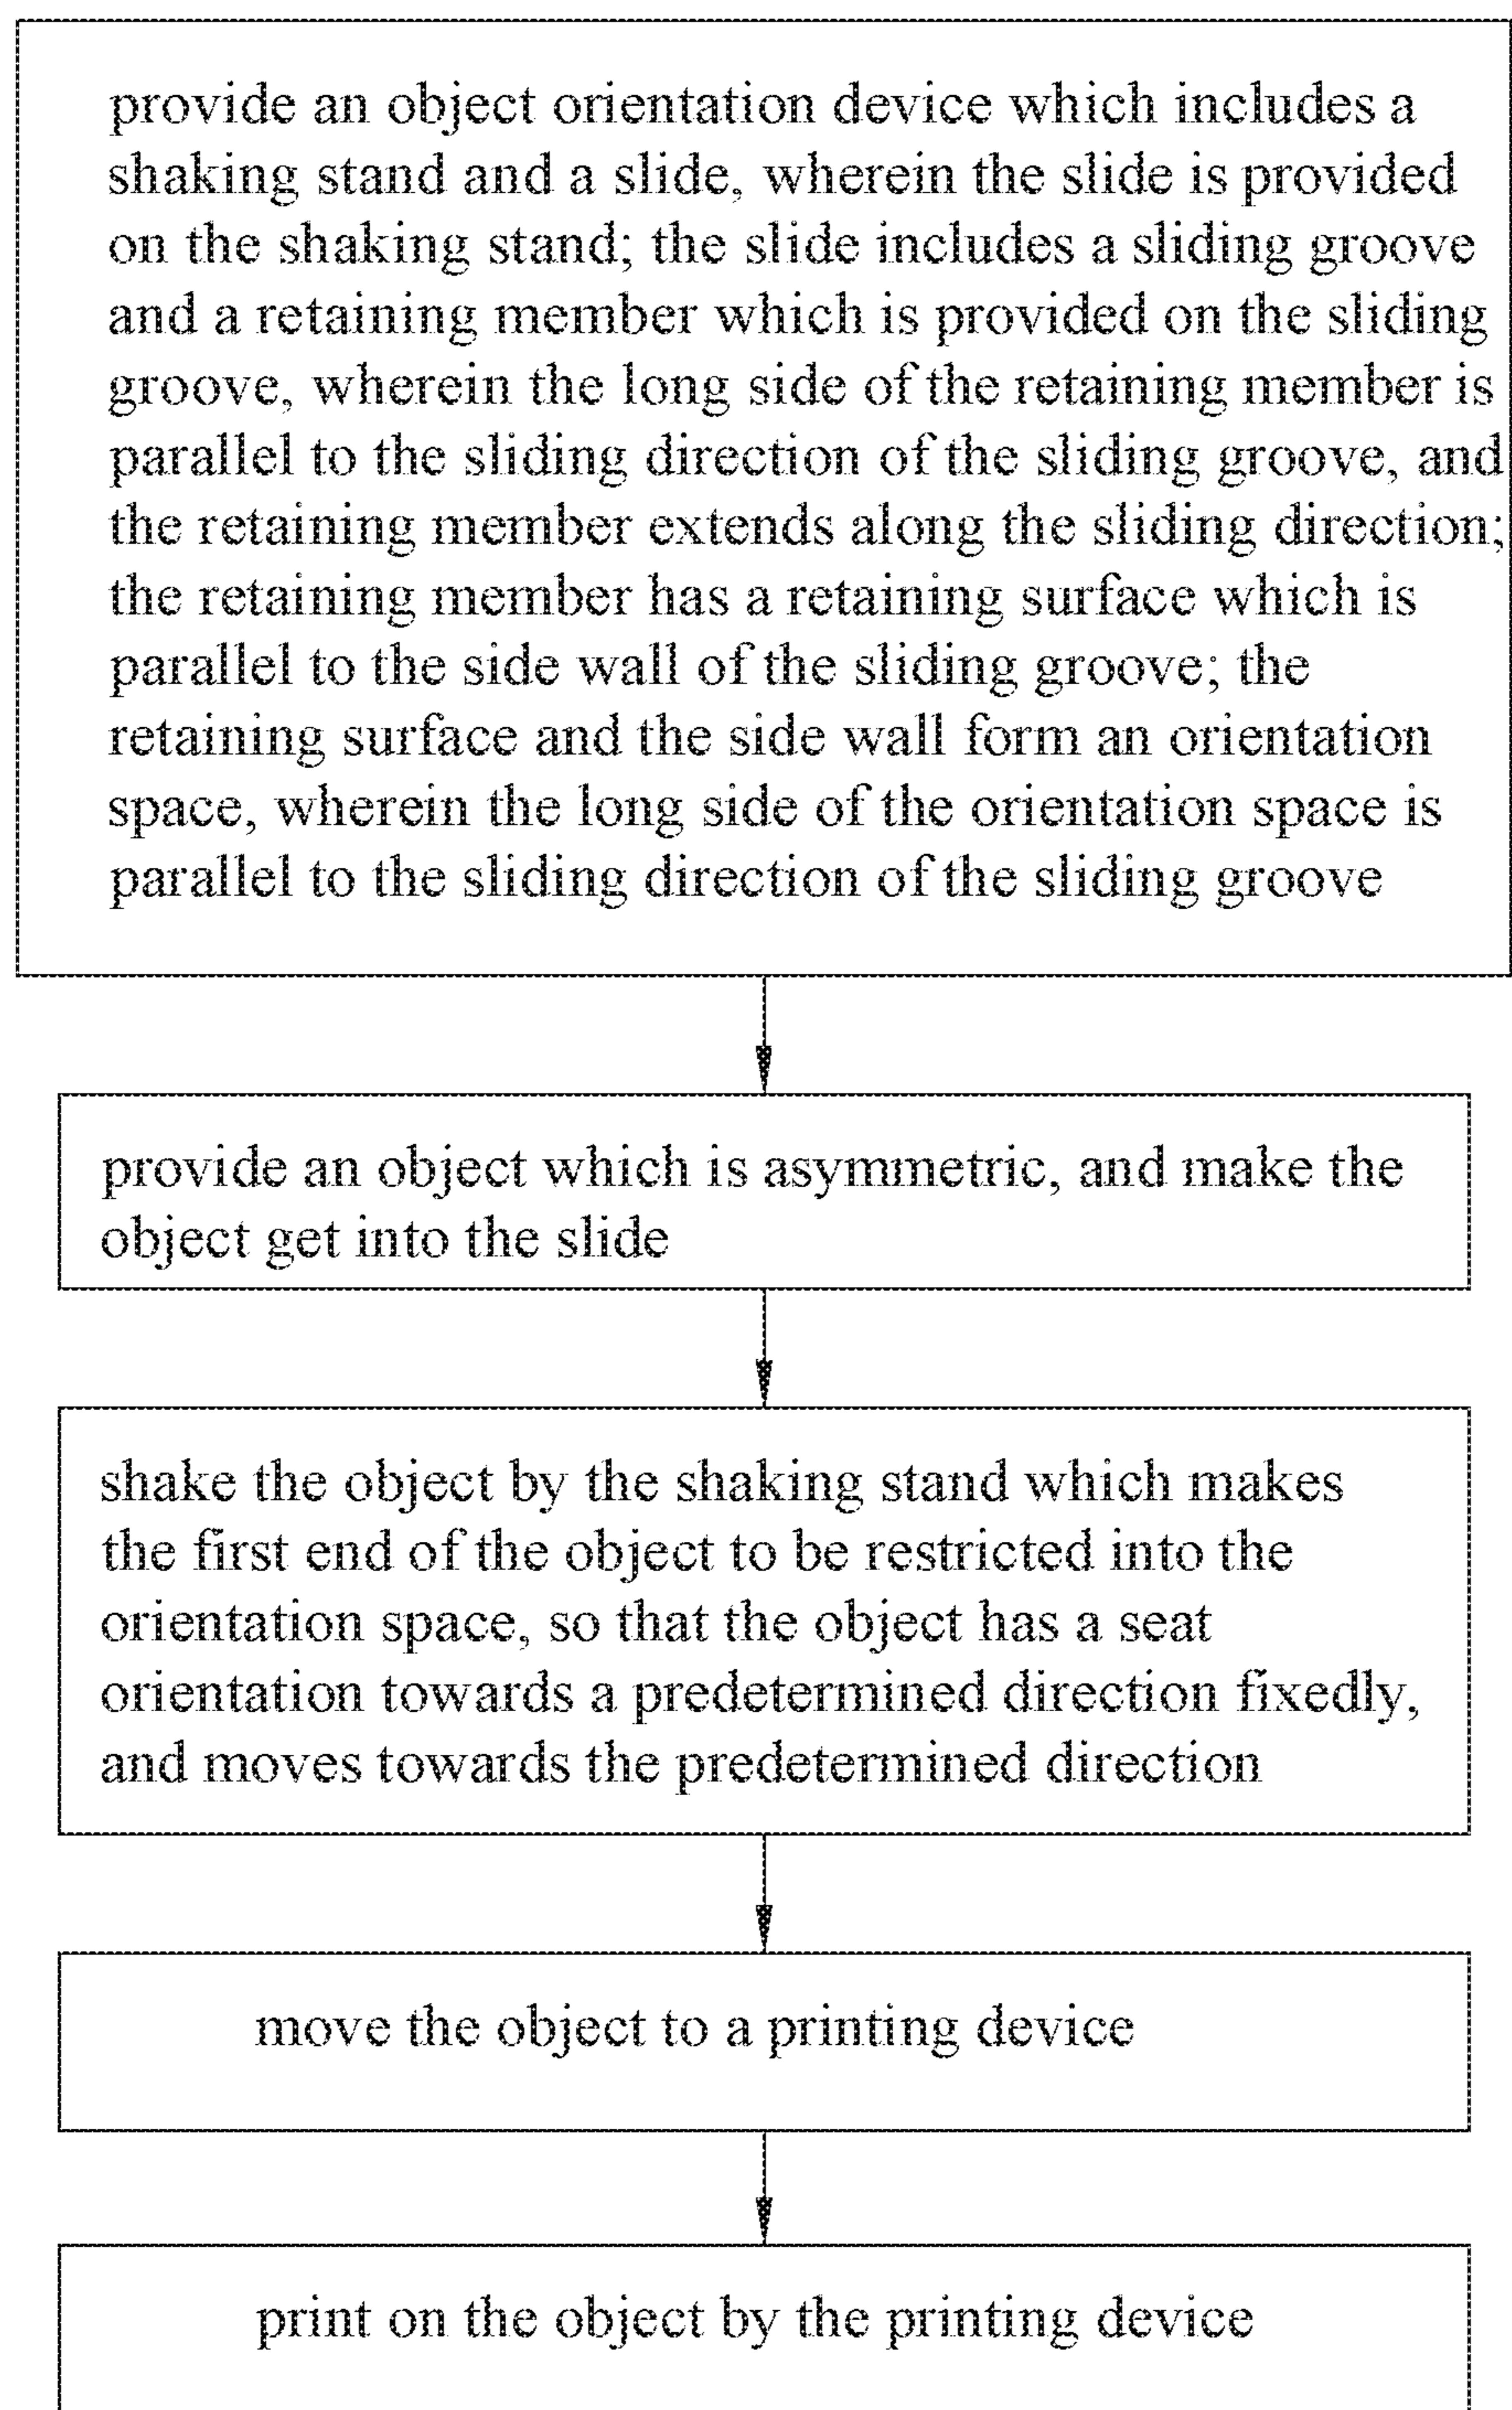 provide an object orientation device which includes a
shaking stand and a slide, wherein the slide is provided
on the shaking stand; the slide includes a sliding groove
and a retaining member which is provided on the sliding
groove, wherein the long side of the retaining member is
parallel to the sliding direction of the sliding groove, and
the retaining member extends along the sliding direction;
the retaining member has a retaining surface which is
parallel to the side wall of the sliding groove; the
retaining surface and the side wall form an orientation
space, wherein the long side of the orientation space is
parallel to the sliding direction of the sliding groove
provide an object which is asymmetric, and make the
object get into the slide
shake the object by the shaking stand which makes
the first end of the object to be restricted into the
orientation space, so that the object has a seat
orientation towards a predetermined direction fixedly,
and moves towards the predetermined direction
move the object to a printing device
print on the object by the printing device